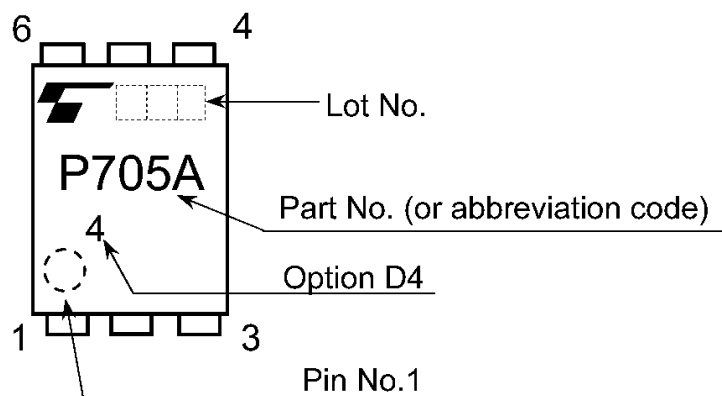 6 4
Lot No.
P705A
Part No. (or abbreviation code)
4
Option D4
1 3
Pin No.1